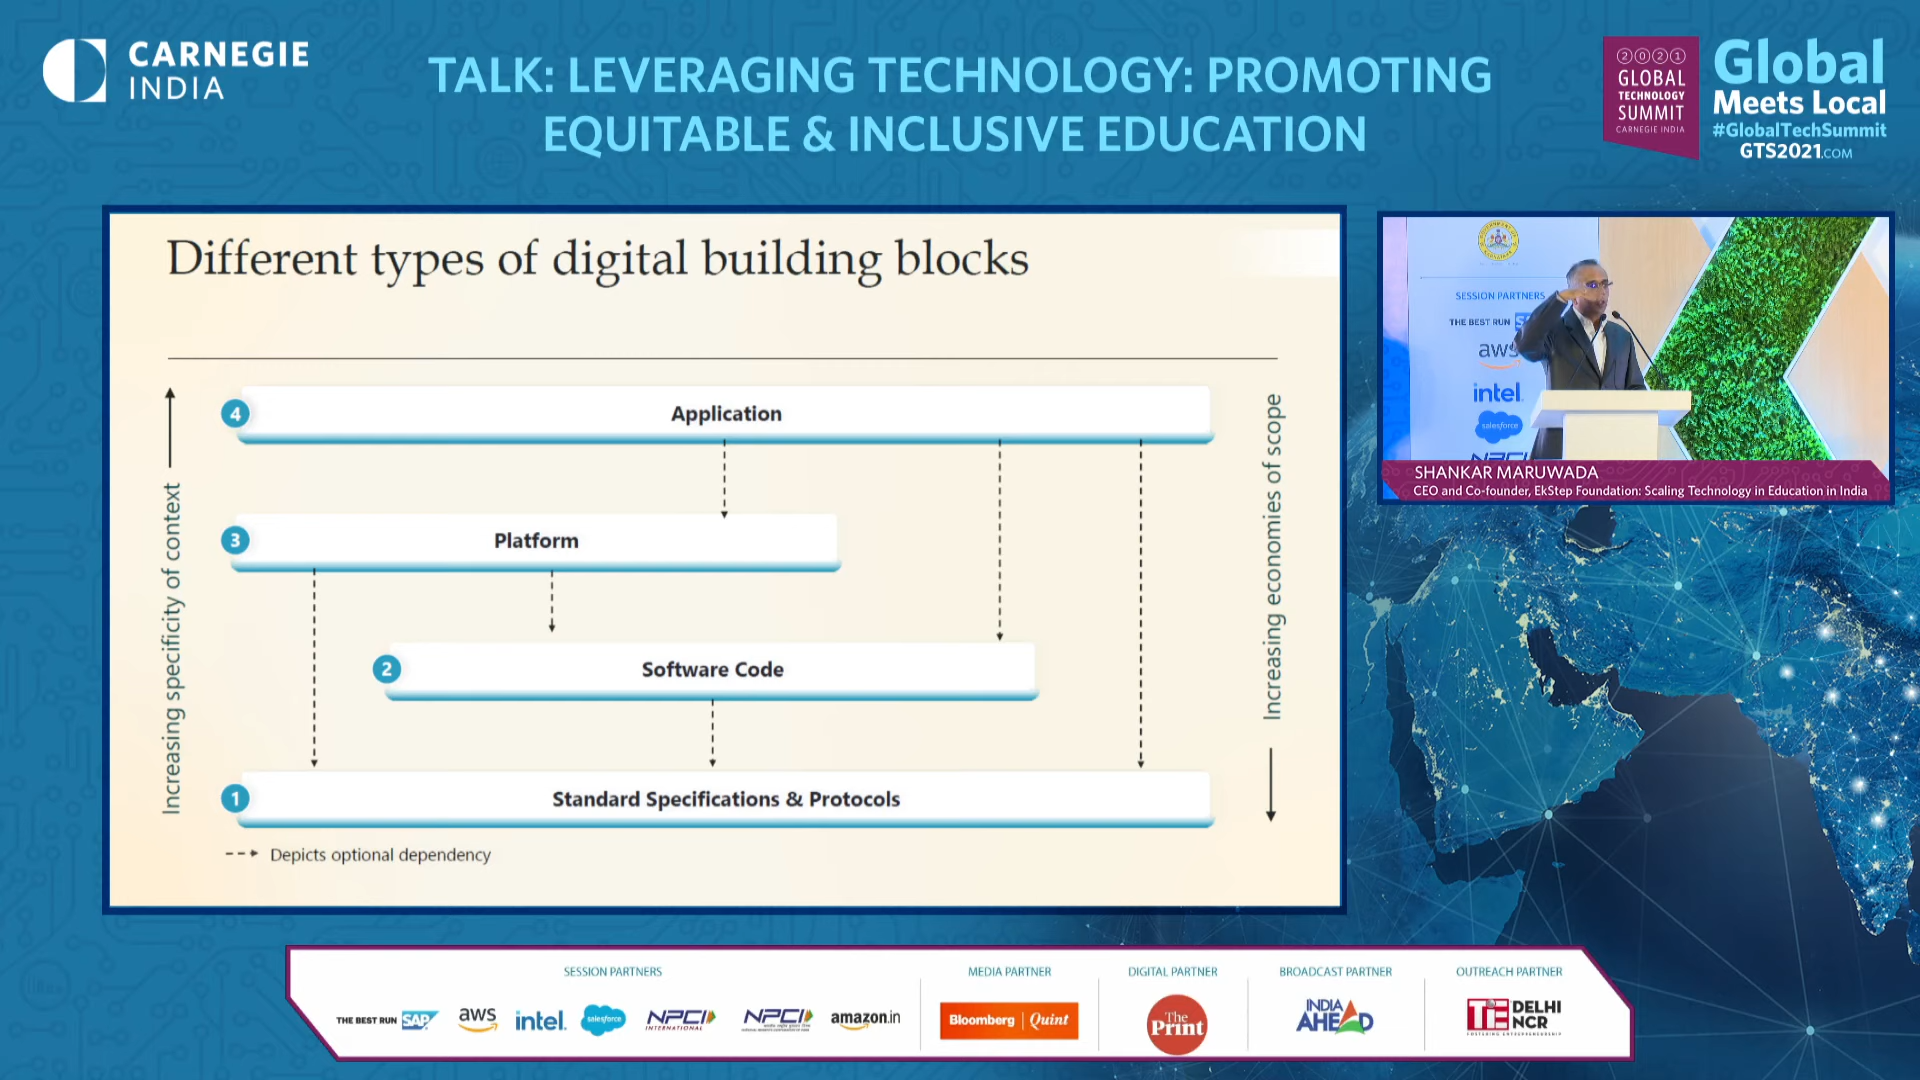 CARNEGIE
INDIA
TALK: LEVERAGING TECHNOLOGY: PROMOTING
EQUITABLE & INCLUSIVE EDUCATION
2021
GLOBAL
TECHNOLOGY
SUMMIT
CARNEGIE INDIA
Global
Meets Local
#GlobalTechSummit
GTS2021.COM
Different types of digital building blocks
Increasing specificity of context
4 Application
3 Platform
2 Software Code
1 Standard Specifications & Protocols
Depicts optional dependency
Increasing economies of scope
SESSION PARTNERS
THE BEST RUN
aws
intel.
salesforce
NPCI
SHANKAR MARUWADA
CEO and Co-founder, EkStep Foundation: Scaling Technology in Education in India
SESSION PARTNERS
THE BEST RUN SAP
aws
intel.
salesforce
NPCI
INTERNATIONAL
NPCI
amazon.in
MEDIA PARTNER
Bloomberg | Quint
DIGITAL PARTNER
The
Print
BROADCAST PARTNER
INDIA
AHEAD
OUTREACH PARTNER
TiE DELHI
NCR
FOSTERING ENTREPRENEURSHIP